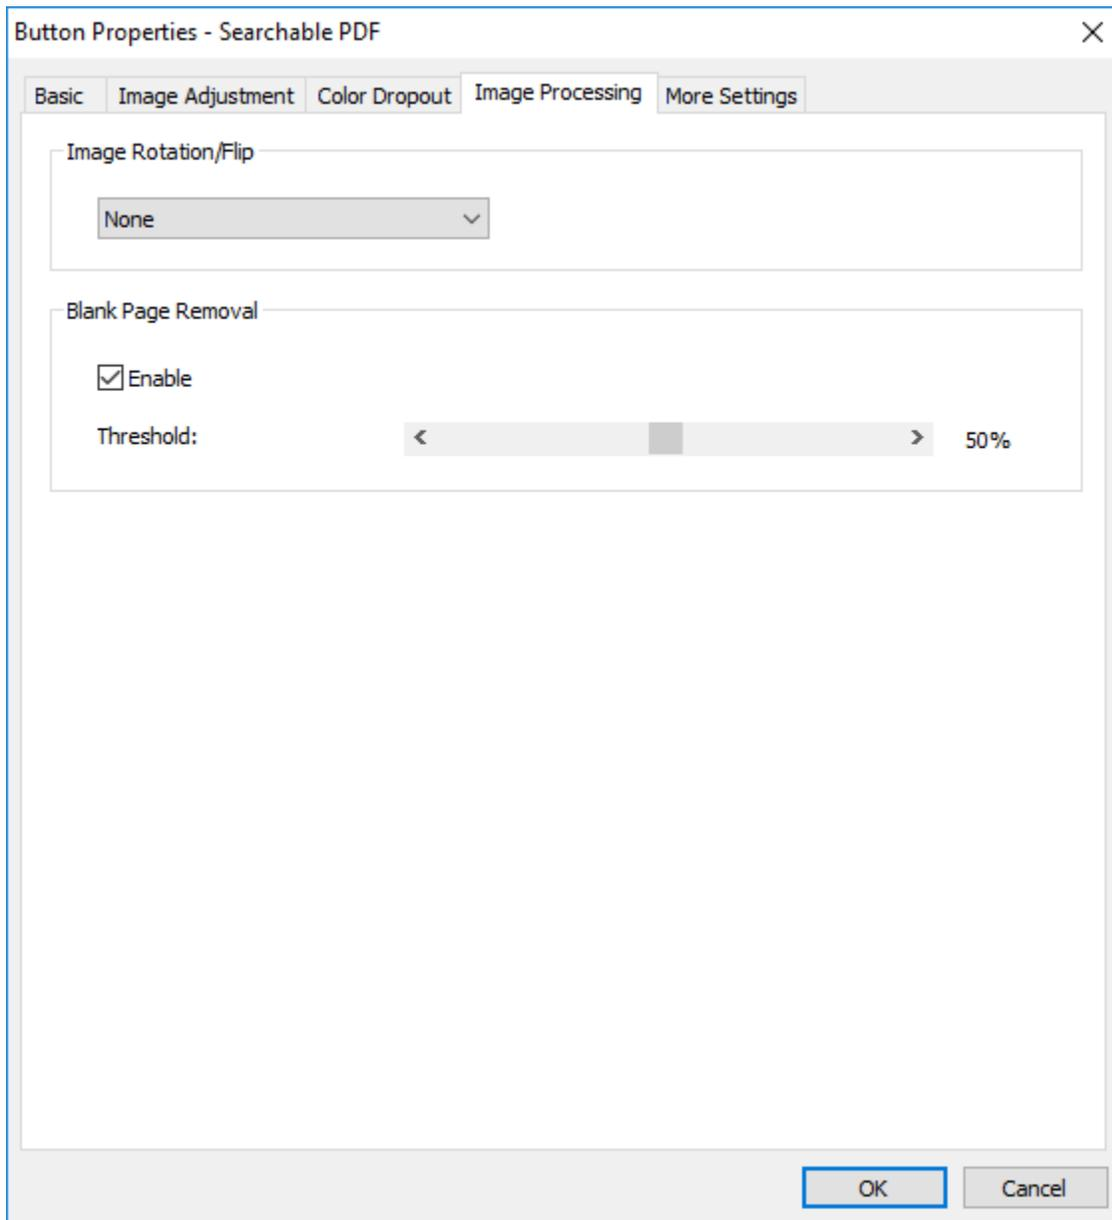 Button Properties - Searchable PDF
Basic Image Adjustment Color Dropout Image Processing More Settings
Image Rotation/Flip
None
Blank Page Removal
Enable
Threshold: 50%
OK Cancel